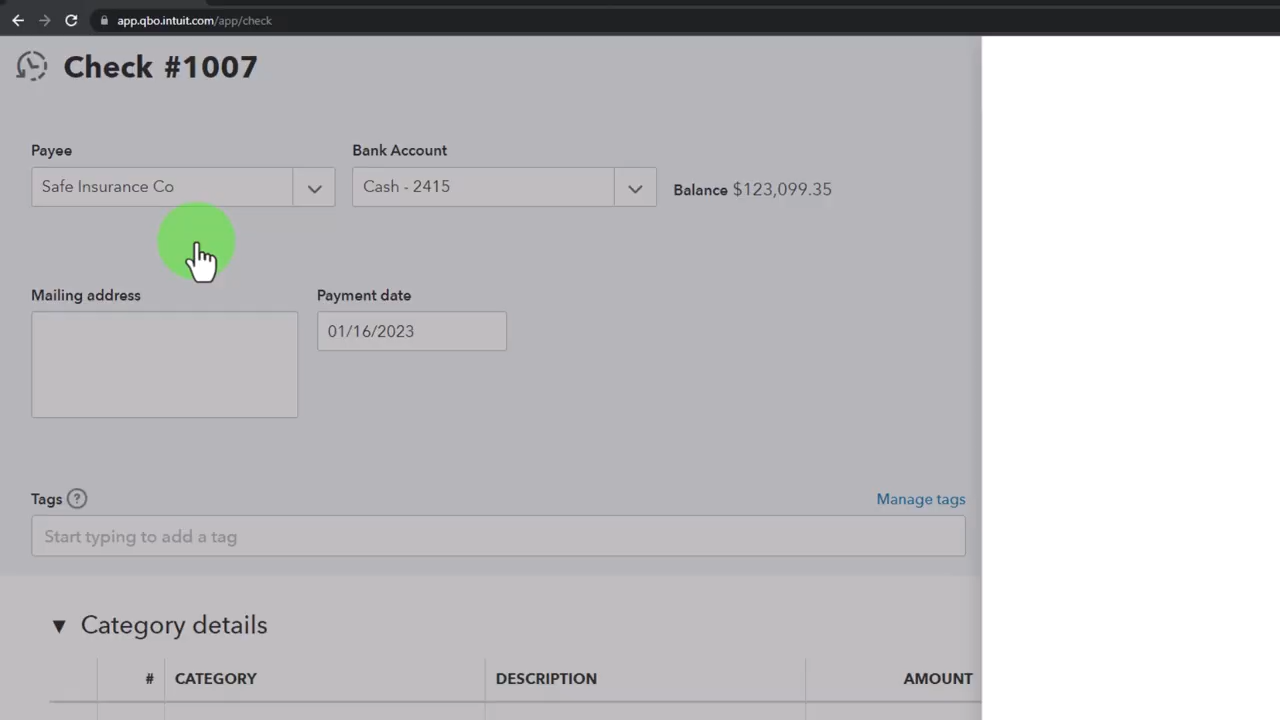 app.qbo.intuit.com/app/check
Check #1007
Payee
Bank Account
Safe Insurance Co
Cash - 2415
Balance $123,099.35
Mailing address
Payment date
01/16/2023
Tags ?
Manage tags
Start typing to add a tag
Category details
# CATEGORY DESCRIPTION AMOUNT